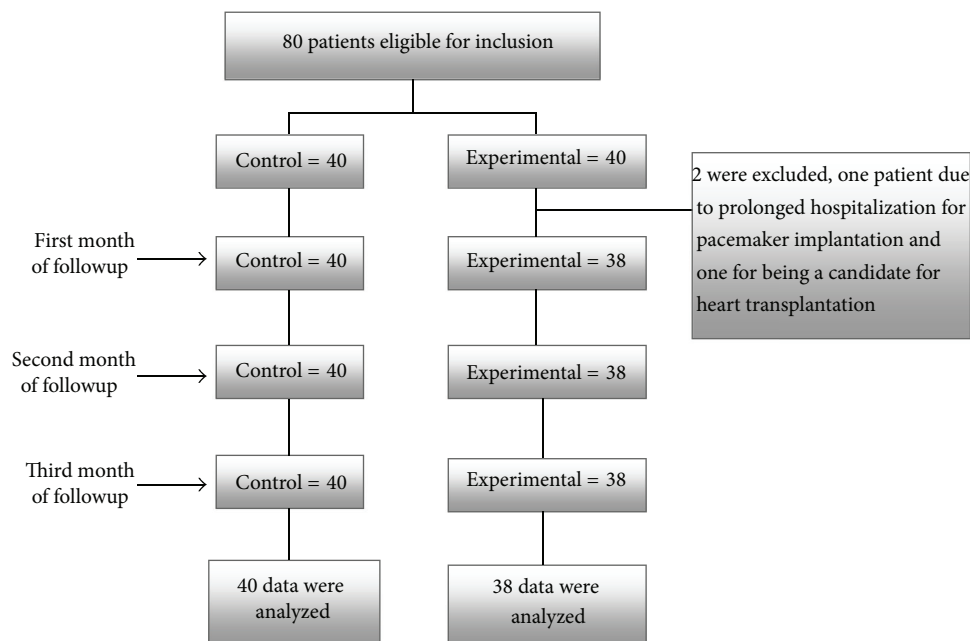 80 patients eligible for inclusion
Control = 40
Experimental = 40
2 were excluded, one patient due
to prolonged hospitalization for
pacemaker implantation and
one for being a candidate for
heart transplantation
First month
of followup
Control = 40
Experimental = 38
Second month
of followup
Control = 40
Experimental = 38
Third month
of followup
Control = 40
Experimental = 38
40 data were
analyzed
38 data were
analyzed